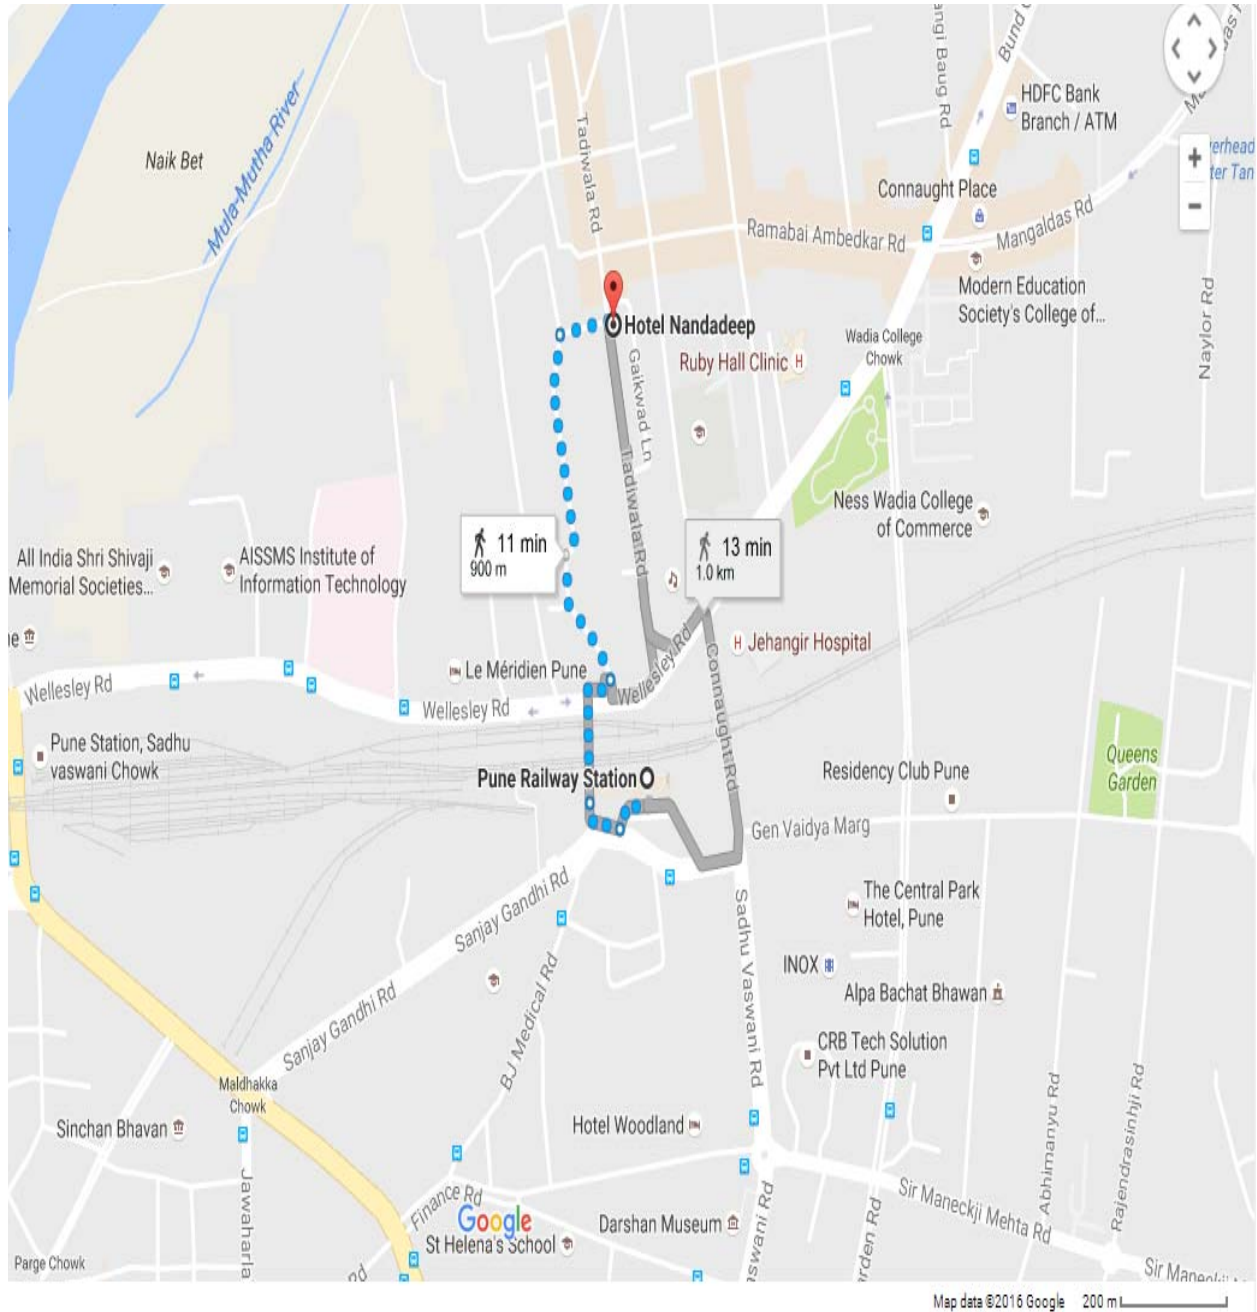 HDFC Bank
Branch / ATM
Naik Bet
Mula-Mutha-River
Tadiwala Rd
Connaught Place
Ramabai Ambedkar Rd
Mangaldas Rd
Modern Education
Society's College of...
Naylor Rd
Hotel Nandadeep
Wadia College
Chowk
Ruby Hall Clinic
H
Gaikwad Ln
Tadiwala Rd
Ness Wadia College
of Commerce
11 min
900 m
13 min
1.0 km
All India Shri Shivaji
Memorial Societies...
AISSMS Institute of
Information Technology
H
Jehangir Hospital
Le Méridien Pune
Wellesley Rd
Wellesley Rd
Wellesley Rd
Connaught Rd
Pune Station, Sadhu
vaswani Chowk
Pune Railway Station
Residency Club Pune
Queens
Garden
Gen Vaidya Marg
The Central Park
Hotel, Pune
Sanjay Gandhi Rd
INOX
Sadhu Vaswani Rd
Alpa Bachat Bhawan
Sanjay Gandhi Rd
BJ Medical Rd
CRB Tech Solution
Pvt Ltd Pune
Maldhakka
Chowk
Sinchan Bhavan
Hotel Woodland
Abhimanyu Rd
Rajendrasinhji Rd
Jawaharla
Finance Rd
Google
St Helena's School
Darshan Museum
aswani Rd
arden Rd
Sir Maneckji Mehta Rd
Parge Chowk
Map data ©2016 Google
200 m